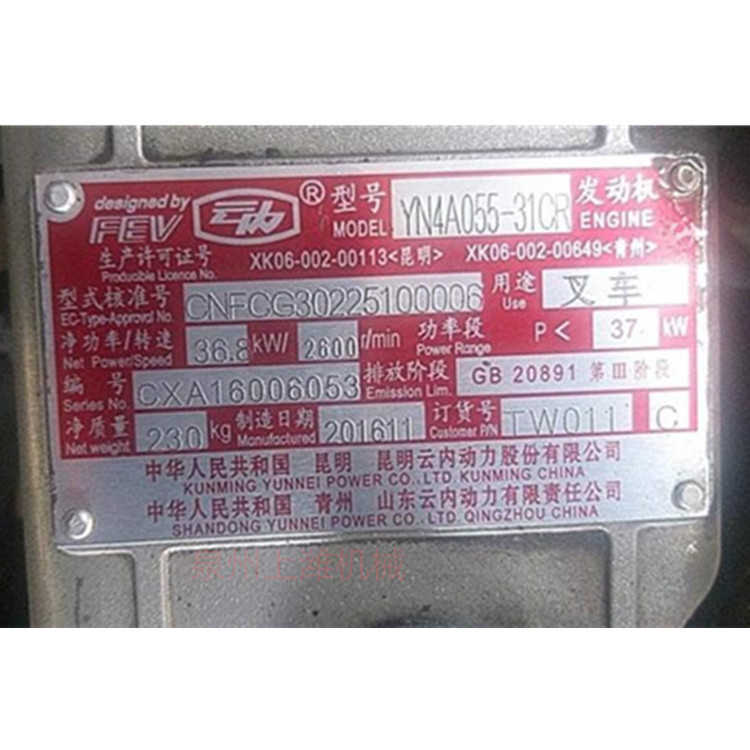 designed by FEV 云内 ® 型号 MODEL YN4A055-31CR 发动机 ENGINE
生产许可证号 Producible Licence No. XK06-002-00113<昆明> XK06-002-00649<青州>
型式核准号 EC-Type-Approval No. CNFCG30225100006 用途 Use 叉车
净功率/转速 Net Power/Speed 36.8 kW/ 2600 r/min 功率段 Power Range P< 37 kW
编号 Series No. CXA16006053 排放阶段 Emission Lim. GB 20891 第Ⅲ阶段
净质量 Net weight 230 kg 制造日期 Manufactured 201611 订货号 Customer P/N TW011 C
中华人民共和国 昆明 昆明云内动力股份有限公司
KUNMING YUNNEI POWER CO.,LTD. KUNMING CHINA
中华人民共和国 青州 山东云内动力有限责任公司
SHANDONG YUNNEI POWER CO.,LTD. QINGZHOU CHINA
上潍机械